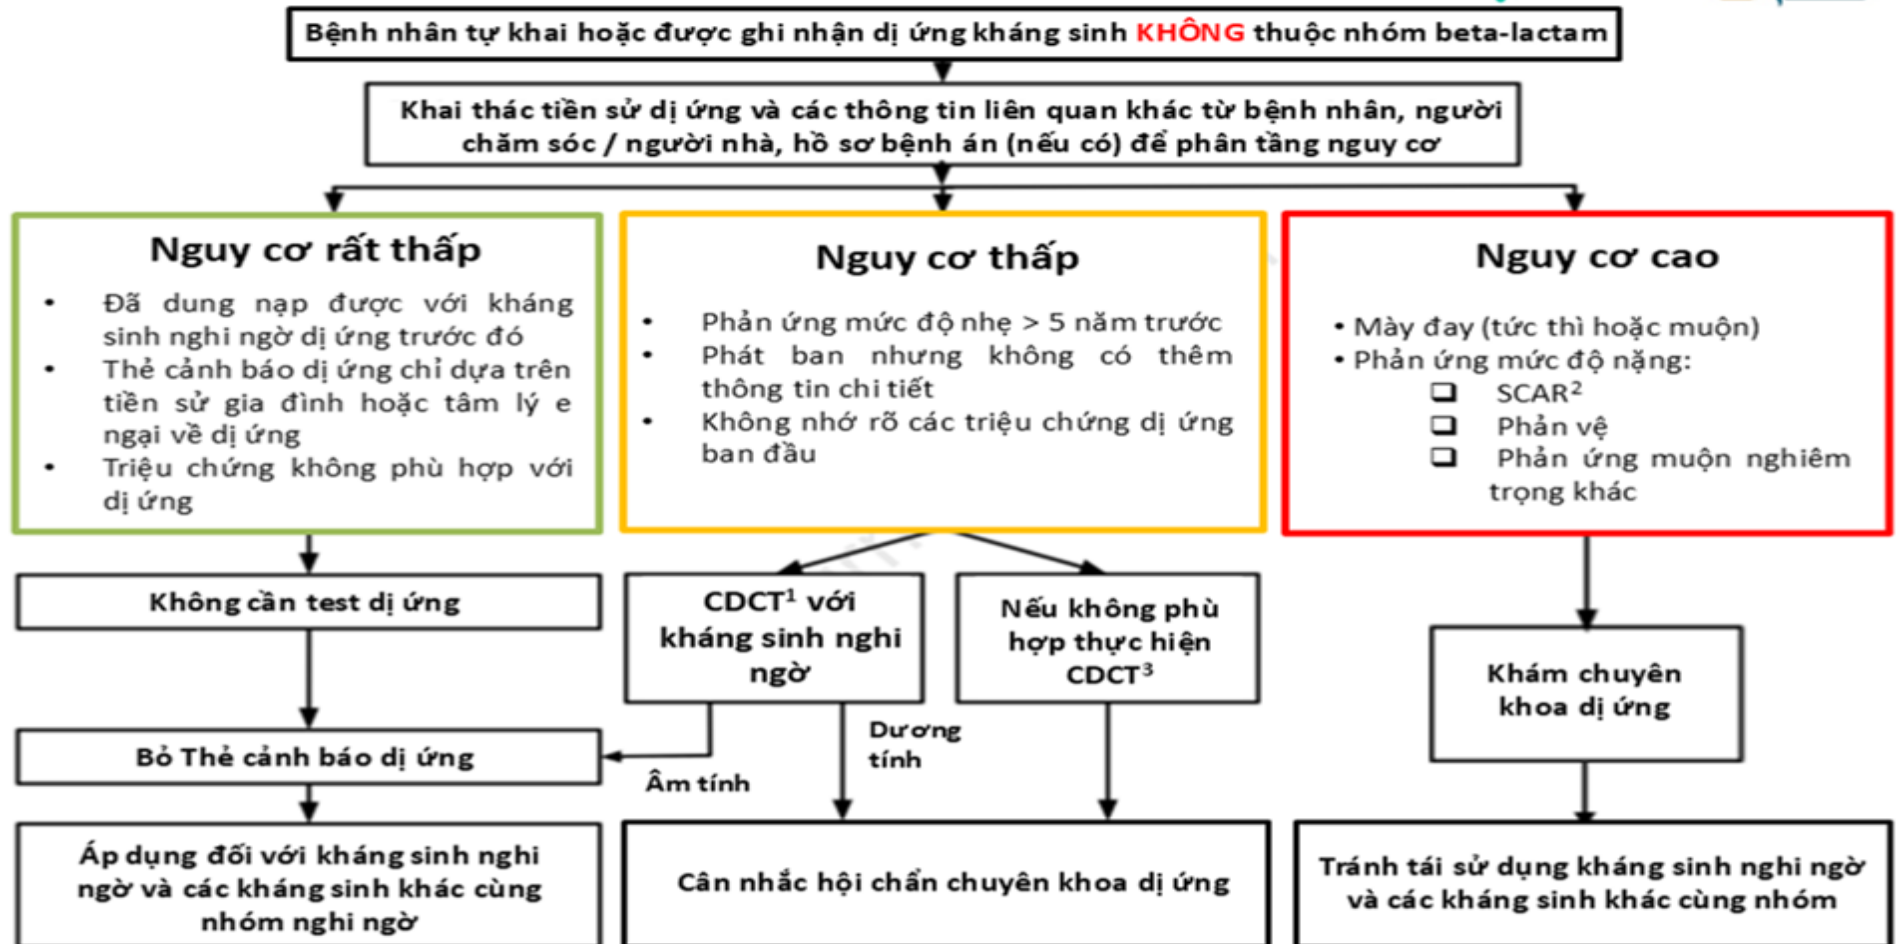 Bệnh nhân tự khai hoặc được ghi nhận dị ứng kháng sinh KHÔNG thuộc nhóm beta-lactam
Khai thác tiền sử dị ứng và các thông tin liên quan khác từ bệnh nhân, người
chăm sóc / người nhà, hồ sơ bệnh án (nếu có) để phân tầng nguy cơ
Nguy cơ rất thấp
• Đã dung nạp được với kháng
sinh nghi ngờ dị ứng trước đó
• Thẻ cảnh báo dị ứng chỉ dựa trên
tiền sử gia đình hoặc tâm lý e
ngại về dị ứng
• Triệu chứng không phù hợp với
dị ứng
Nguy cơ thấp
• Phản ứng mức độ nhẹ > 5 năm trước
• Phát ban nhưng không có thêm
thông tin chi tiết
• Không nhớ rõ các triệu chứng dị ứng
ban đầu
Nguy cơ cao
• Mày đay (tức thì hoặc muộn)
• Phản ứng mức độ nặng:
❑ SCAR²
❑ Phản vệ
❑ Phản ứng muộn nghiêm
trọng khác
Không cần test dị ứng
CDCT¹ với
kháng sinh nghi
ngờ
Nếu không phù
hợp thực hiện
CDCT³
Khám chuyên
khoa dị ứng
Bỏ Thẻ cảnh báo dị ứng
Âm tính
Dương
tính
Áp dụng đối với kháng sinh nghi
ngờ và các kháng sinh khác cùng
nhóm nghi ngờ
Cân nhắc hội chẩn chuyên khoa dị ứng
Tránh tái sử dụng kháng sinh nghi ngờ
và các kháng sinh khác cùng nhóm